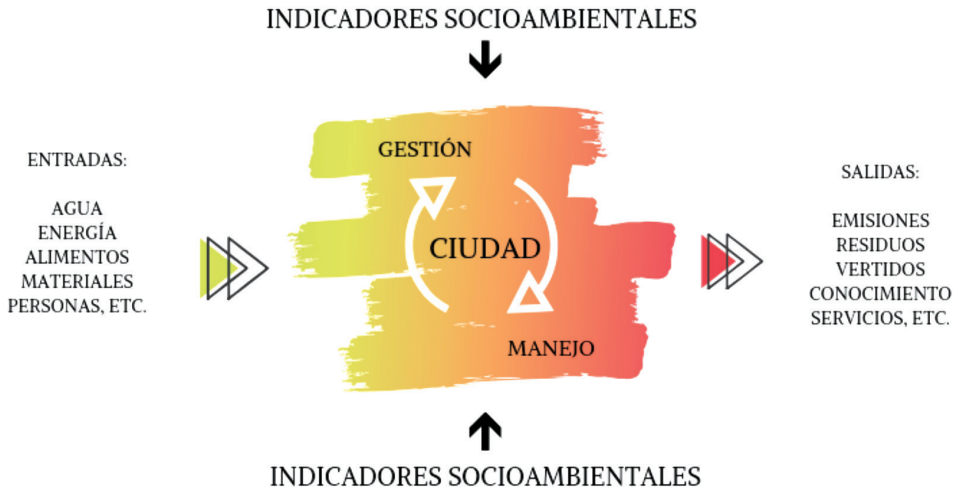 INDICADORES SOCIOAMBIENTALES
ENTRADAS:
AGUA
ENERGÍA
ALIMENTOS
MATERIALES
PERSONAS, ETC.
GESTIÓN
CIUDAD
MANEJO
SALIDAS:
EMISIONES
RESIDUOS
VERTIDOS
CONOCIMIENTO
SERVICIOS, ETC.
INDICADORES SOCIOAMBIENTALES